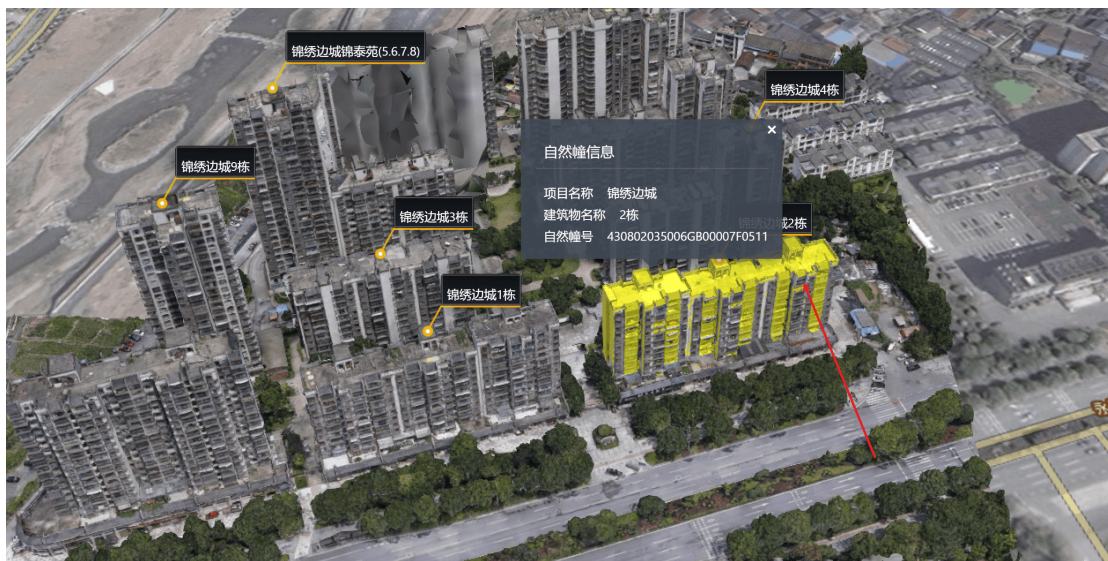 锦绣边城锦泰苑(5.6.7.8)
锦绣边城4栋
锦绣边城9栋
锦绣边城3栋
锦绣边城2栋
锦绣边城1栋
×
自然幢信息
项目名称 锦绣边城
建筑物名称 2栋
自然幢号 430802035006GB00007F0511